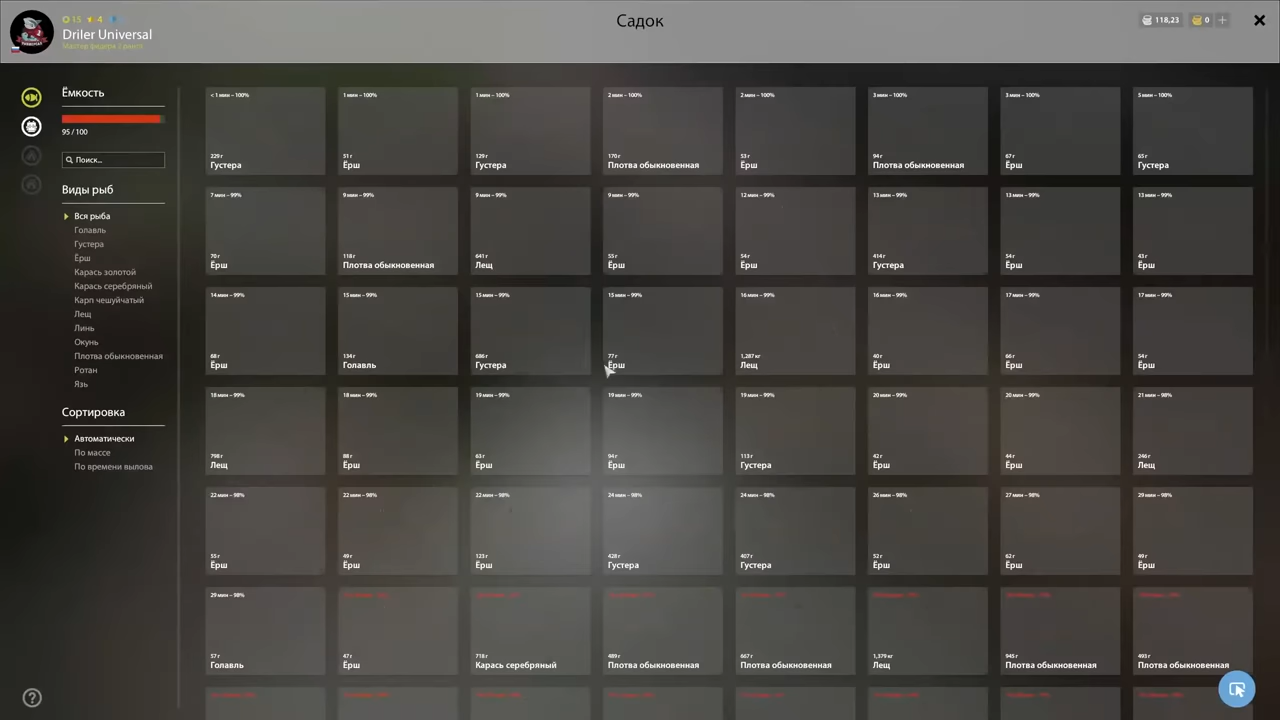 Садок
15 4
Driler Universal
118,23
0
Ёмкость
95 / 100
Поиск...
Виды рыб
Вся рыба
Голавль
Густера
Ёрш
Карась золотой
Карась серебряный
Карп чешуйчатый
Лещ
Линь
Окунь
Плотва обыкновенная
Ротан
Язь
Сортировка
Автоматически
По массе
По времени вылова
< 1 мин – 100%
229 г
Густера
1 мин – 100%
51 г
Ёрш
1 мин – 100%
129 г
Густера
2 мин – 100%
170 г
Плотва обыкновенная
2 мин – 100%
53 г
Ёрш
3 мин – 100%
94 г
Плотва обыкновенная
3 мин – 100%
67 г
Ёрш
5 мин – 100%
65 г
Густера
7 мин – 99%
70 г
Ёрш
9 мин – 99%
118 г
Плотва обыкновенная
9 мин – 99%
641 г
Лещ
9 мин – 99%
55 г
Ёрш
12 мин – 99%
54 г
Ёрш
13 мин – 99%
414 г
Густера
13 мин – 99%
54 г
Ёрш
13 мин – 99%
43 г
Ёрш
14 мин – 99%
68 г
Ёрш
15 мин – 99%
134 г
Голавль
15 мин – 99%
686 г
Густера
15 мин – 99%
77 г
Ёрш
16 мин – 99%
1,287 кг
Лещ
16 мин – 99%
40 г
Ёрш
17 мин – 99%
66 г
Ёрш
17 мин – 99%
54 г
Ёрш
18 мин – 99%
798 г
Лещ
18 мин – 99%
88 г
Ёрш
19 мин – 99%
63 г
Ёрш
19 мин – 99%
94 г
Ёрш
19 мин – 99%
113 г
Густера
20 мин – 99%
42 г
Ёрш
20 мин – 99%
44 г
Ёрш
21 мин – 98%
246 г
Лещ
22 мин – 98%
55 г
Ёрш
22 мин – 98%
49 г
Ёрш
22 мин – 98%
123 г
Ёрш
24 мин – 98%
428 г
Густера
24 мин – 98%
407 г
Густера
26 мин – 98%
52 г
Ёрш
27 мин – 98%
62 г
Ёрш
29 мин – 98%
49 г
Ёрш
29 мин – 98%
57 г
Голавль
47 г
Ёрш
718 г
Карась серебряный
489 г
Плотва обыкновенная
667 г
Плотва обыкновенная
1,379 кг
Лещ
945 г
Плотва обыкновенная
493 г
Плотва обыкновенная